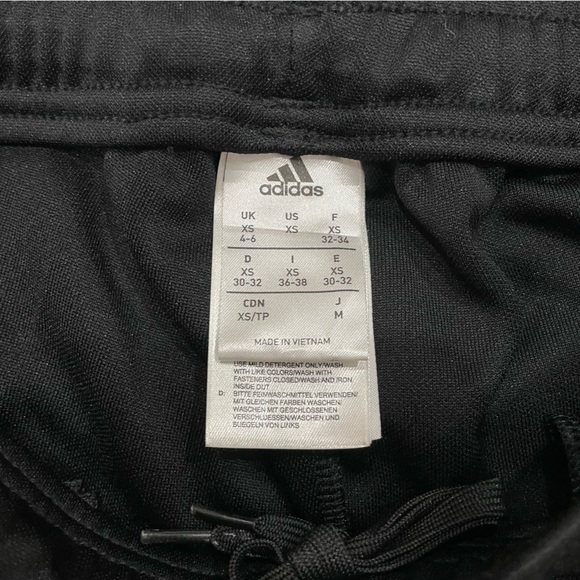 adidas
UK US F
XS XS XS
4-6 32-34
D I E
XS XS XS
30-32 36-38 30-32
CDN J
XS/TP M
MADE IN VIETNAM
USE MILD DETERGENT ONLY/WASH
WITH LIKE COLORS/WASH WITH
FASTENERS CLOSED/WASH AND IRON
INSIDE OUT
D: BITTE FEINWASCHMITTEL VERWENDEN/
MIT GLEICHEN FARBEN WASCHEN/
WASCHEN MIT GESCHLOSSENEN
VERSCHLUESSEN/WASCHEN UND
BUEGELN VON LINKS